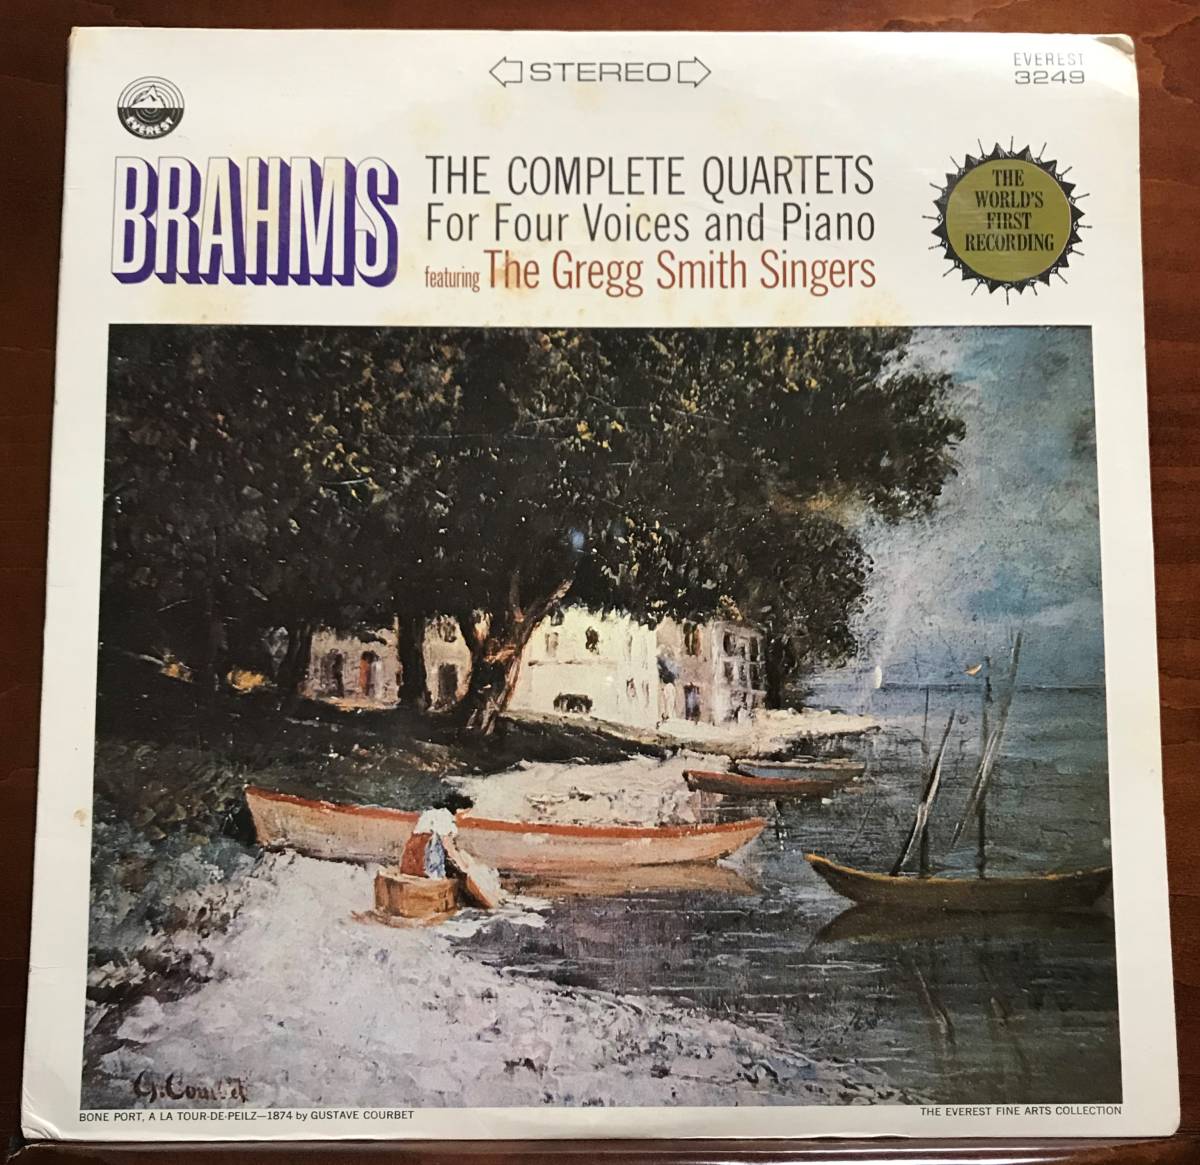 STEREO
EVEREST
3249
EVEREST
BRAHMS
THE COMPLETE QUARTETS
For Four Voices and Piano
featuring The Gregg Smith Singers
THE
WORLD'S
FIRST
RECORDING
G. Courbet
BONE PORT, A LA TOUR-DE-PEILZ—1874 by GUSTAVE COURBET
THE EVEREST FINE ARTS COLLECTION